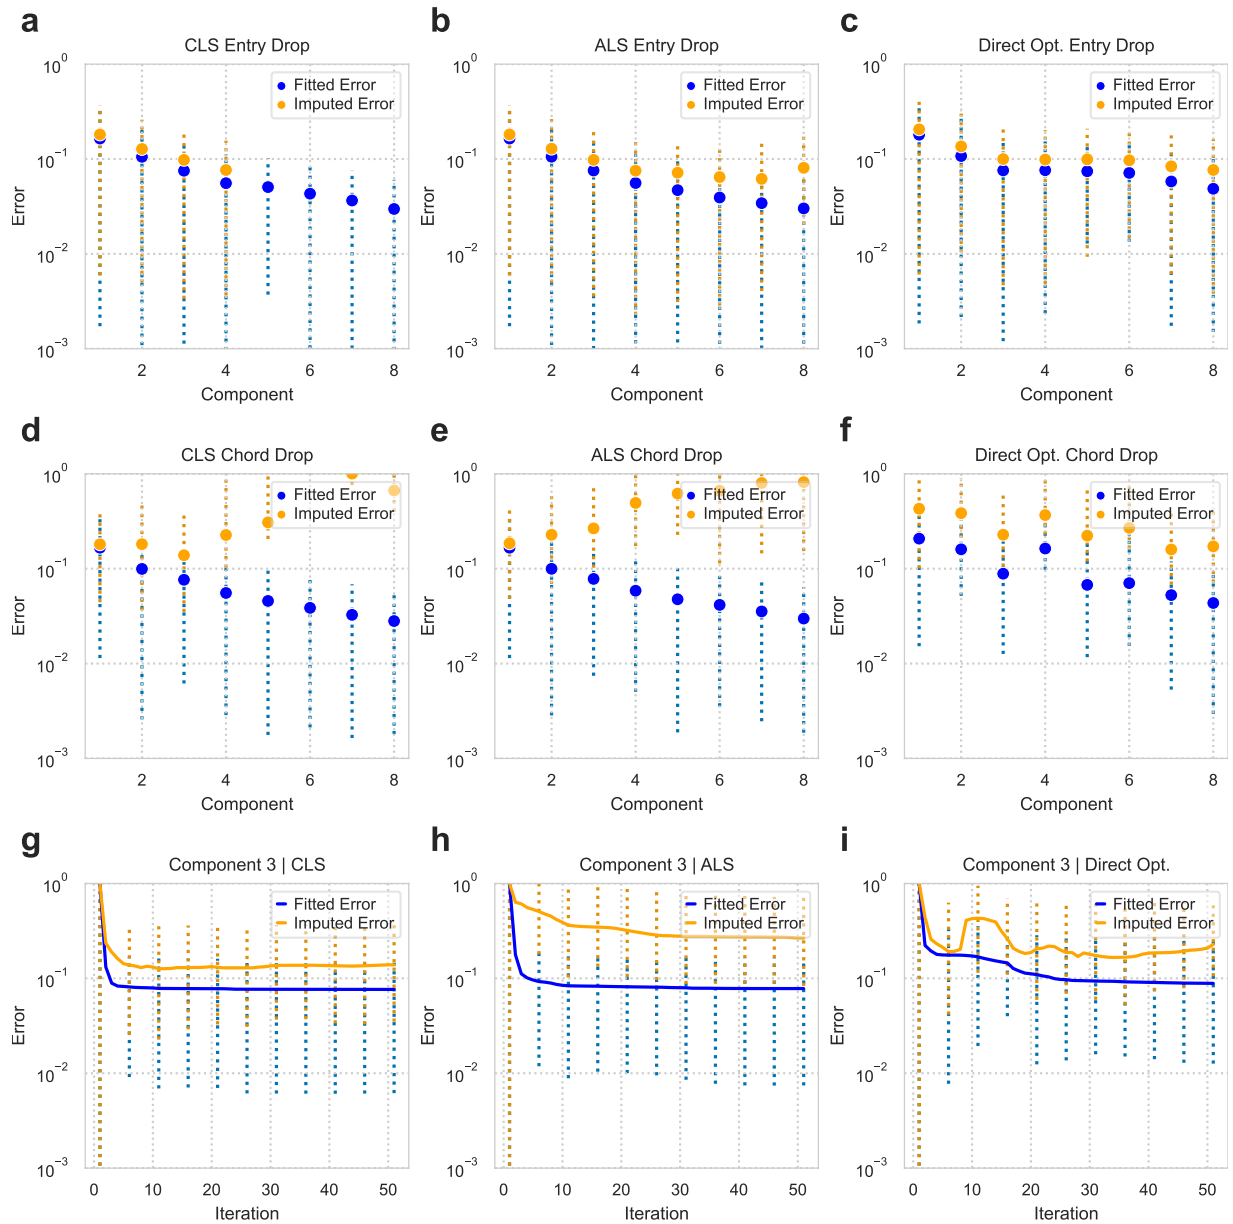 a
CLS Entry Drop
10^0
10^−1
10^−2
10^−3
Error
Fitted Error
Imputed Error
2 4 6 8
Component
b
ALS Entry Drop
10^0
10^−1
10^−2
10^−3
Error
Fitted Error
Imputed Error
2 4 6 8
Component
c
Direct Opt. Entry Drop
10^0
10^−1
10^−2
10^−3
Error
Fitted Error
Imputed Error
2 4 6 8
Component
d
CLS Chord Drop
10^0
10^−1
10^−2
10^−3
Error
Fitted Error
Imputed Error
2 4 6 8
Component
e
ALS Chord Drop
10^0
10^−1
10^−2
10^−3
Error
Fitted Error
Imputed Error
2 4 6 8
Component
f
Direct Opt. Chord Drop
10^0
10^−1
10^−2
10^−3
Error
Fitted Error
Imputed Error
2 4 6 8
Component
g
Component 3 | CLS
10^0
10^−1
10^−2
10^−3
Error
Fitted Error
Imputed Error
0 10 20 30 40 50
Iteration
h
Component 3 | ALS
10^0
10^−1
10^−2
10^−3
Error
Fitted Error
Imputed Error
0 10 20 30 40 50
Iteration
i
Component 3 | Direct Opt.
10^0
10^−1
10^−2
10^−3
Error
Fitted Error
Imputed Error
0 10 20 30 40 50
Iteration